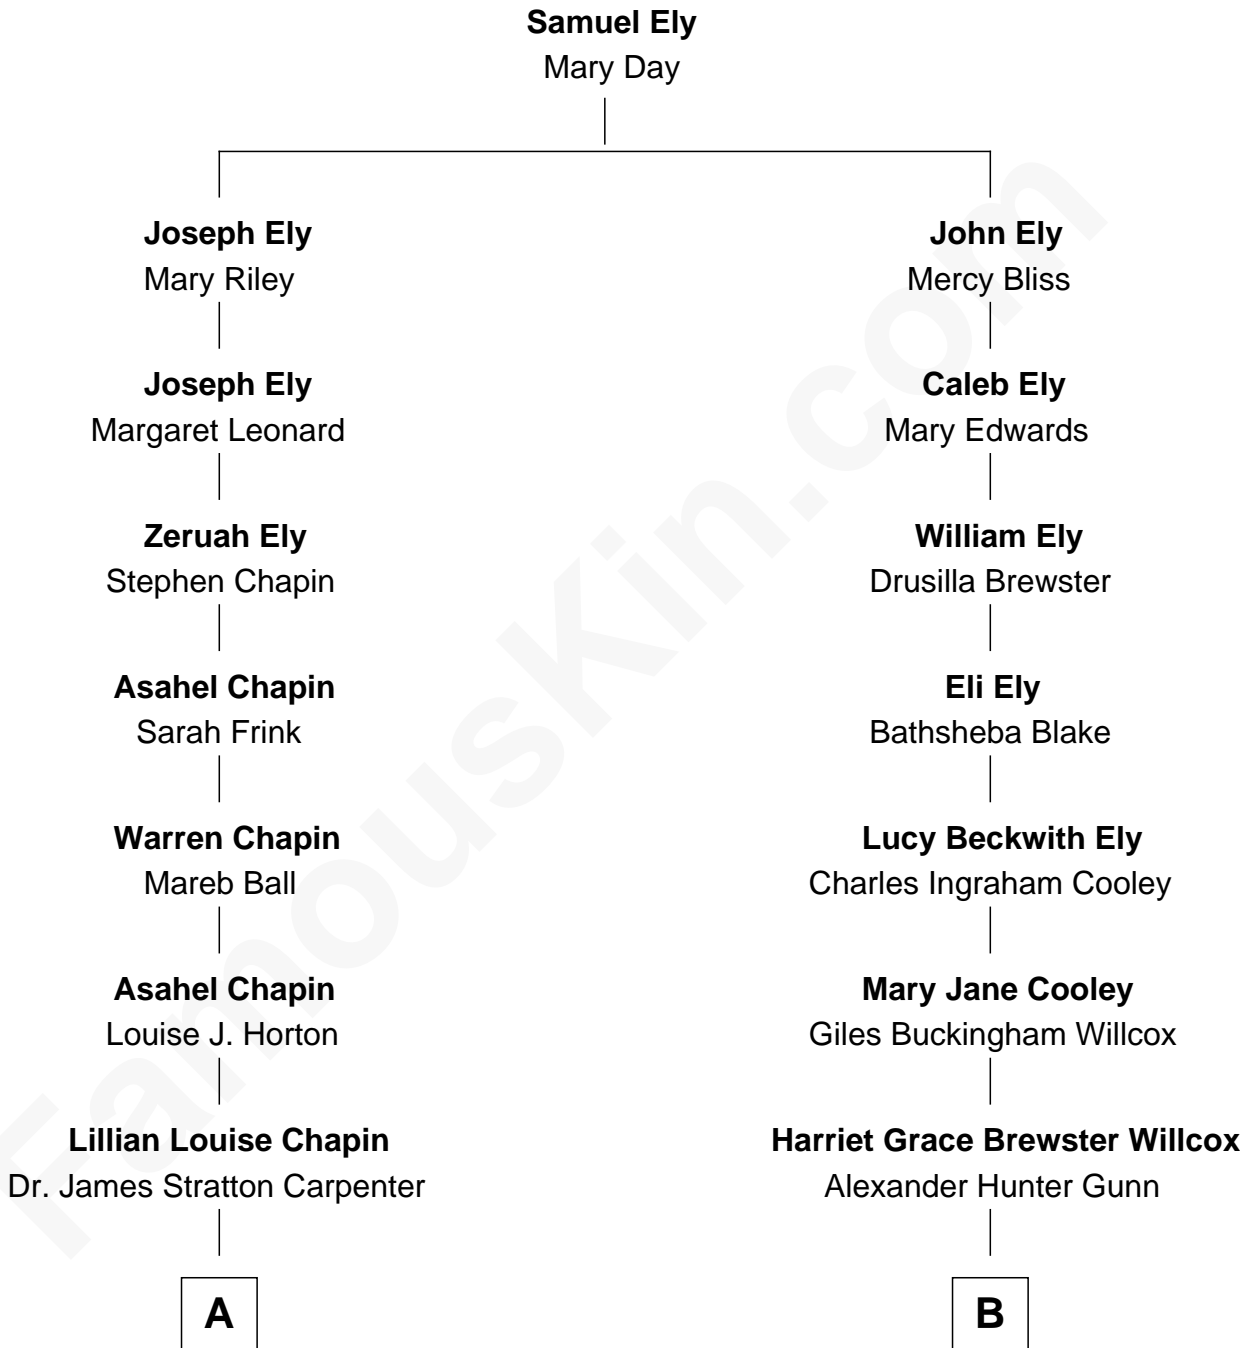 Samuel Ely
Mary Day
Joseph Ely
Mary Riley
John Ely
Mercy Bliss
Joseph Ely
Margaret Leonard
Caleb Ely
Mary Edwards
Zeruah Ely
Stephen Chapin
William Ely
Drusilla Brewster
Asahel Chapin
Sarah Frink
Eli Ely
Bathsheba Blake
Warren Chapin
Mareb Ball
Lucy Beckwith Ely
Charles Ingraham Cooley
Asahel Chapin
Louise J. Horton
Mary Jane Cooley
Giles Buckingham Willcox
Lillian Louise Chapin
Dr. James Stratton Carpenter
Harriet Grace Brewster Willcox
Alexander Hunter Gunn
A
B
FamousKin.com